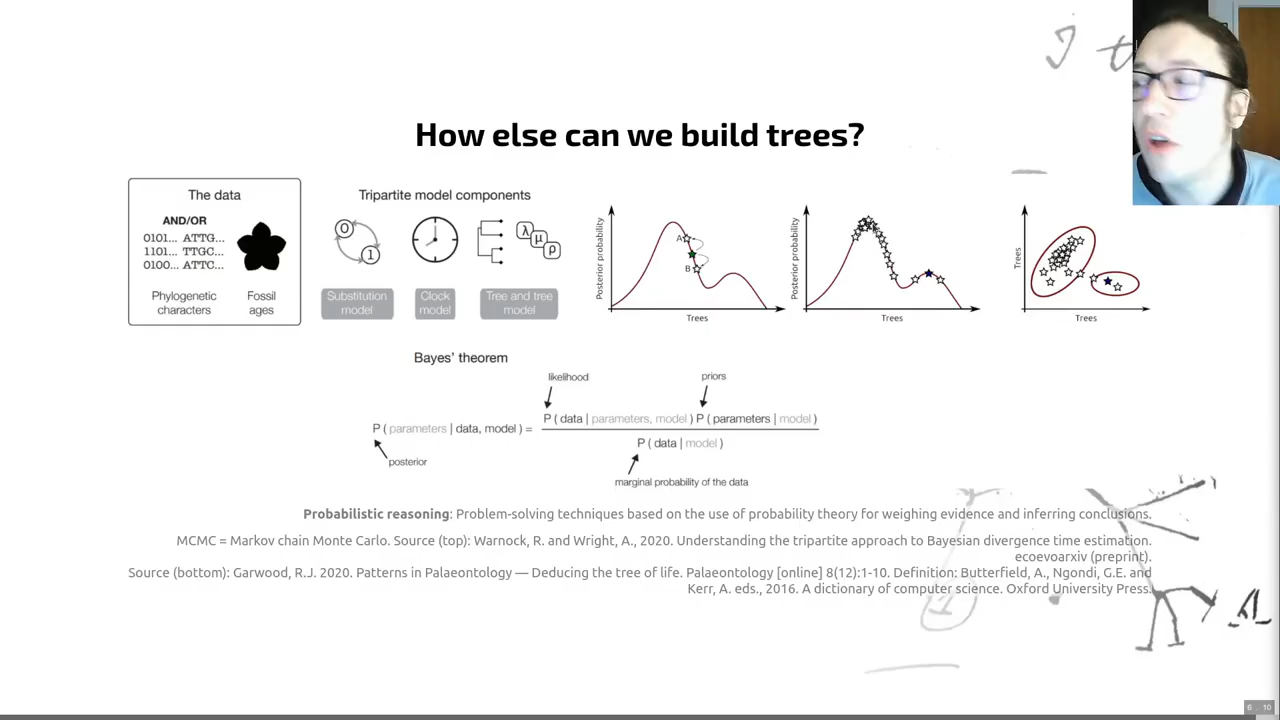 How else can we build trees?
The data
AND/OR
0101... ATTG...
1101... TTGC...
0100... ATTC...
Phylogenetic characters
Fossil ages
Tripartite model components
0
1
λ
μ
ρ
Substitution model
Clock model
Tree and tree model
Posterior probability
A
B
Trees
Posterior probability
Trees
Trees
Trees
Bayes' theorem
likelihood
priors
P ( parameters | data, model ) =
P ( data | parameters, model ) P ( parameters | model )
P ( data | model )
posterior
marginal probability of the data
Probabilistic reasoning: Problem-solving techniques based on the use of probability theory for weighing evidence and inferring conclusions.
MCMC = Markov chain Monte Carlo. Source (top): Warnock, R. and Wright, A., 2020. Understanding the tripartite approach to Bayesian divergence time estimation.
ecoevoarxiv (preprint).
Source (bottom): Garwood, R.J. 2020. Patterns in Palaeontology — Deducing the tree of life. Palaeontology [online] 8(12):1-10. Definition: Butterfield, A., Ngondi, G.E. and
Kerr, A. eds., 2016. A dictionary of computer science. Oxford University Press.
6 . 10